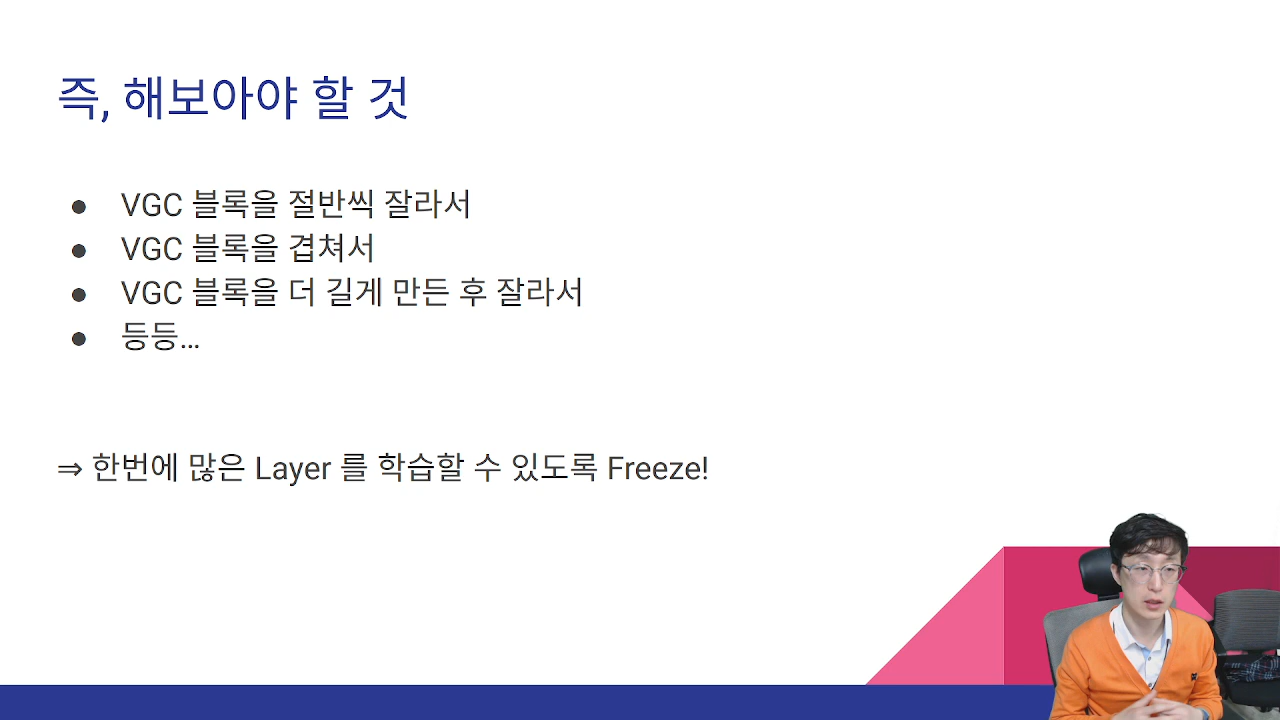 즉, 해보아야 할 것
● VGC 블록을 절반씩 잘라서
● VGC 블록을 겹쳐서
● VGC 블록을 더 길게 만든 후 잘라서
● 등등…
⇒ 한번에 많은 Layer 를 학습할 수 있도록 Freeze!